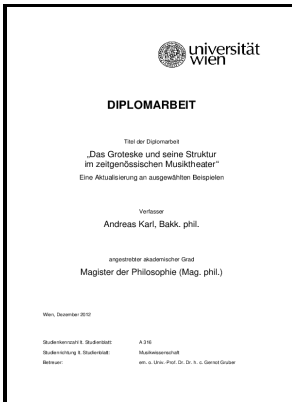 universität
wien
DIPLOMARBEIT
Titel der Diplomarbeit
„Das Groteske und seine Struktur
im zeitgenössischen Musiktheater“
Eine Aktualisierung an ausgewählten Beispielen
Verfasser
Andreas Karl, Bakk. phil.
angestrebter akademischer Grad
Magister der Philosophie (Mag. phil.)
Wien, Dezember 2012
Studienkennzahl lt. Studienblatt: A 316
Studienrichtung lt. Studienblatt: Musikwissenschaft
Betreuer: em. o. Univ.-Prof. Dr. Dr. h. c. Gernot Gruber